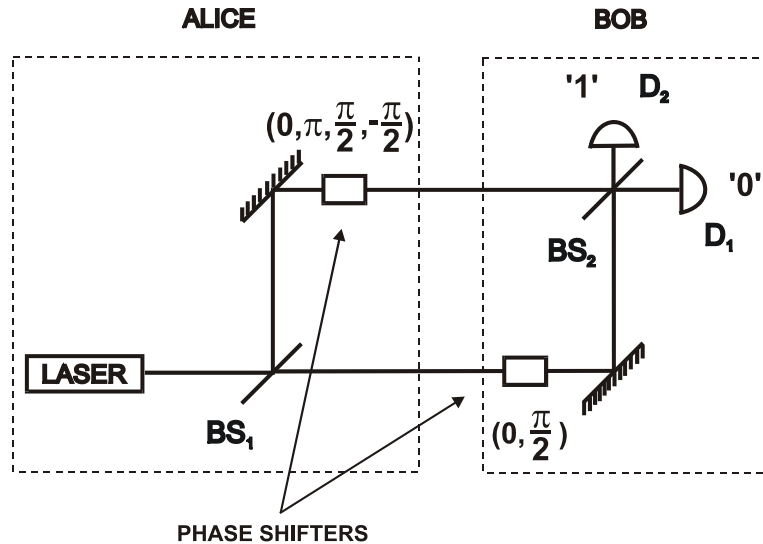 ALICE
BOB
'1' D₂
(0, π, π/2, -π/2)
'0'
D₁
BS₂
LASER
BS₁
(0, π/2)
PHASE SHIFTERS